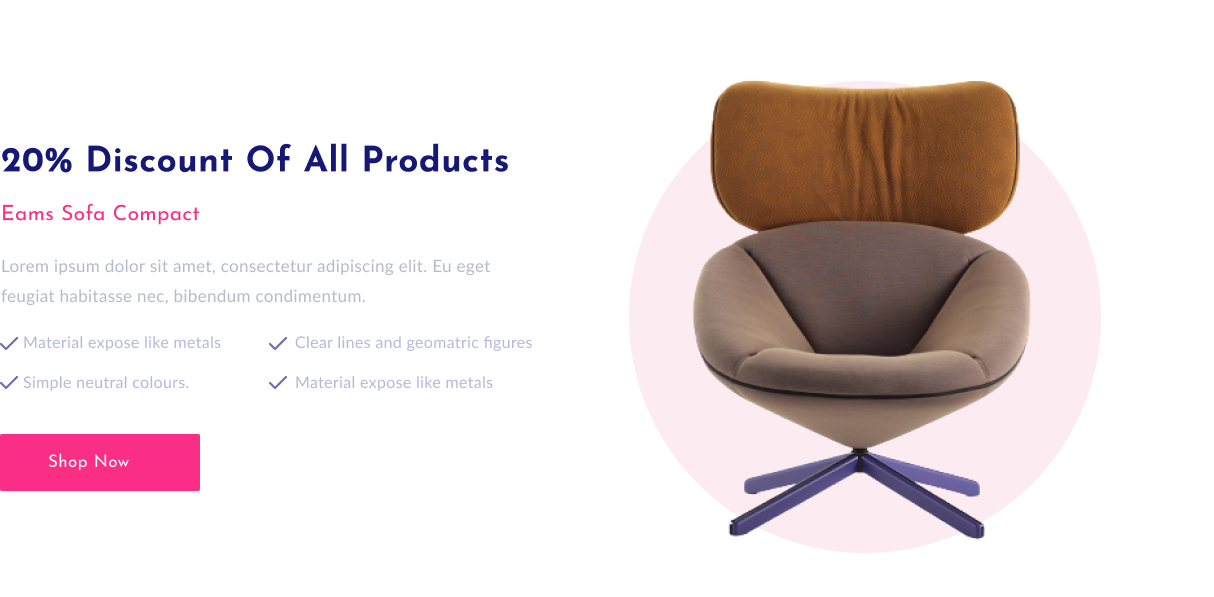 20% Discount Of All Products
Eams Sofa Compact
Lorem ipsum dolor sit amet, consectetur adipiscing elit. Eu eget
feugiat habitasse nec, bibendum condimentum.
Material expose like metals
Clear lines and geomatric figures
Simple neutral colours.
Material expose like metals
Shop Now